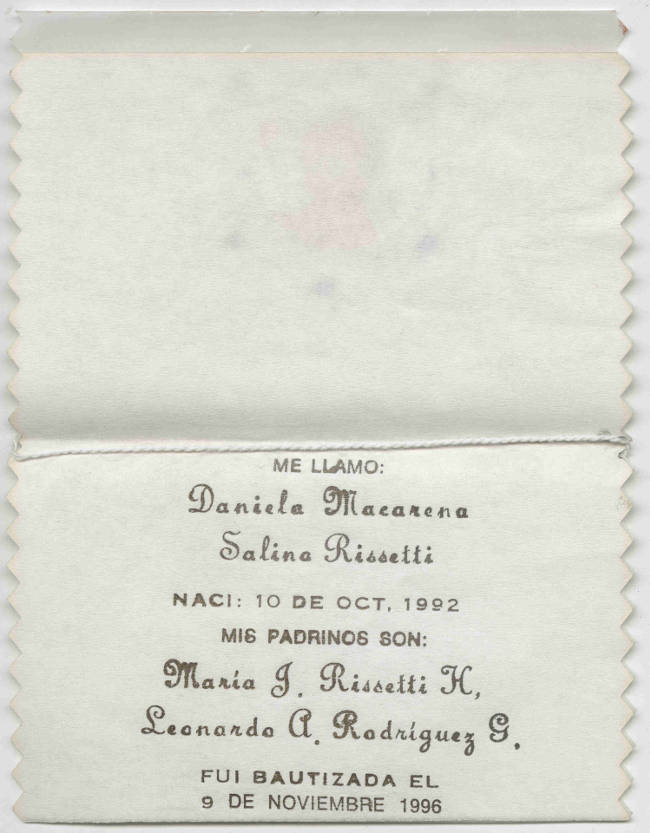 ME LLAMO:
Daniela Macarena
Salino Rissetti
NACI: 10 DE OCT, 1992
MIS PADRINOS SON:
María J. Rissetti H,
Leonardo A. Rodríguez G.
FUI BAUTIZADA EL
9 DE NOVIEMBRE 1996